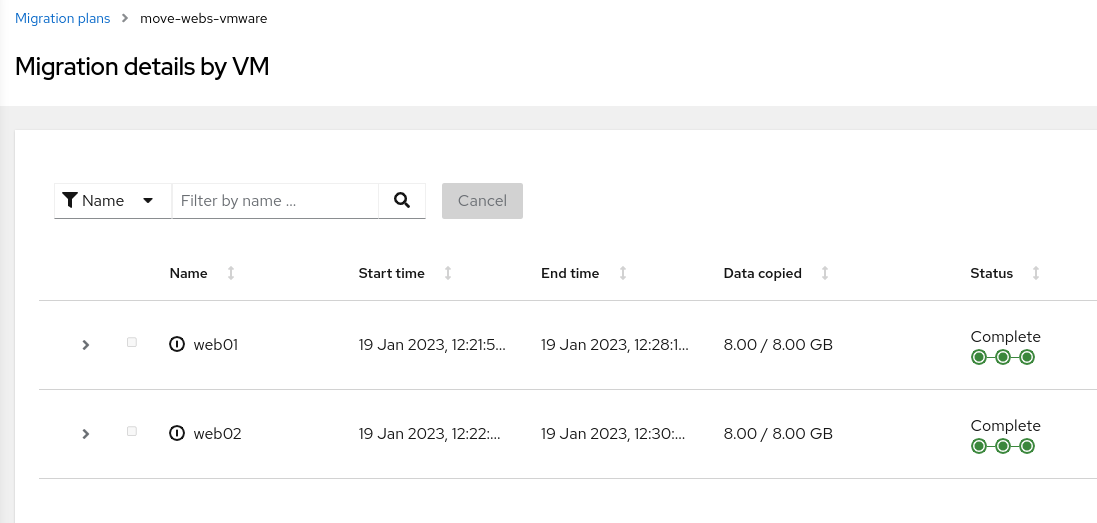 Migration plans > move-webs-vmware
Migration details by VM
Name Filter by name ... Cancel
Name Start time End time Data copied Status
web01 19 Jan 2023, 12:21:5... 19 Jan 2023, 12:28:1... 8.00 / 8.00 GB Complete
web02 19 Jan 2023, 12:22:... 19 Jan 2023, 12:30:... 8.00 / 8.00 GB Complete